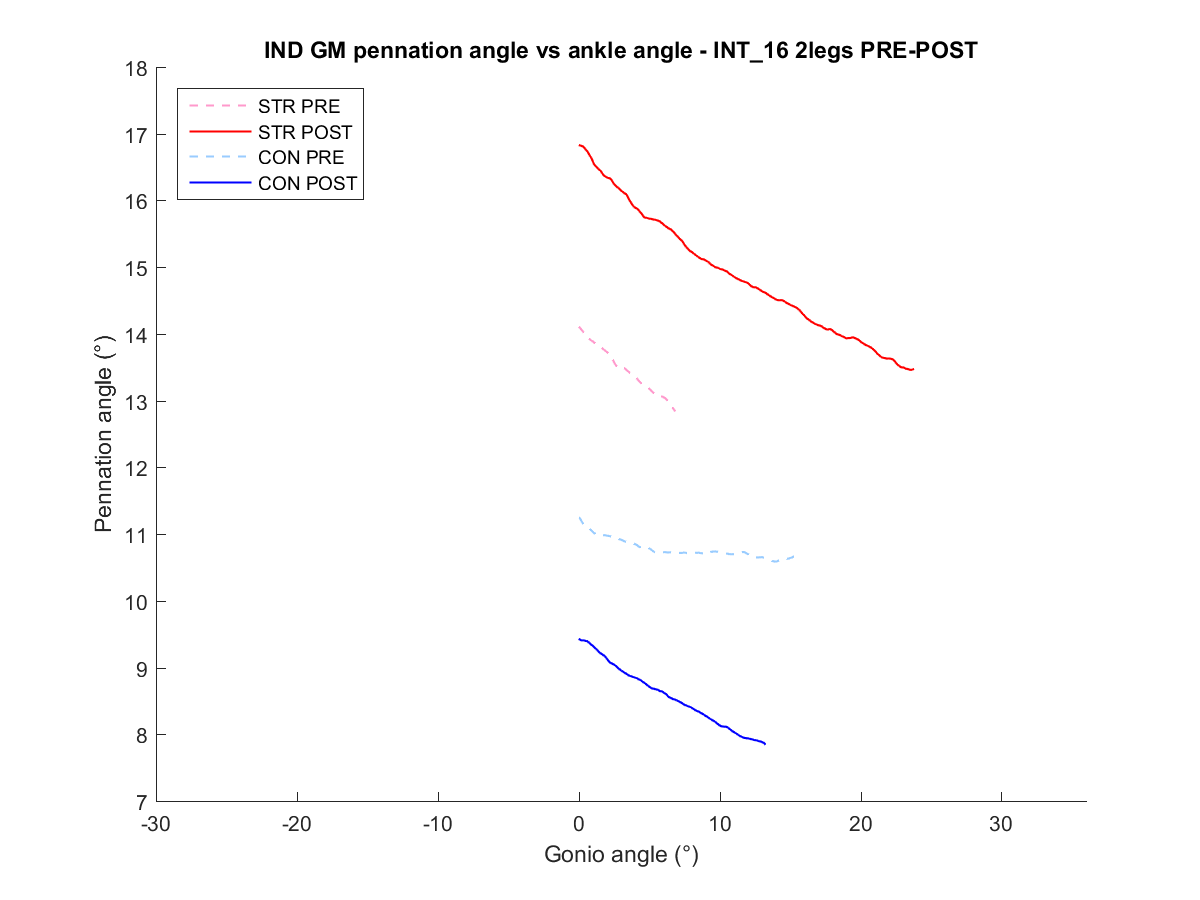 IND GM pennation angle vs ankle angle - INT_16 2legs PRE-POST
18
17
16
15
14
13
12
11
10
9
8
7
Pennation angle (°)
STR PRE
STR POST
CON PRE
CON POST
-30 -20 -10 0 10 20 30
Gonio angle (°)